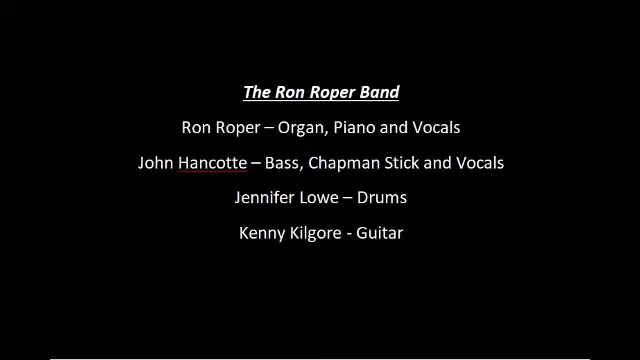 The Ron Roper Band
Ron Roper – Organ, Piano and Vocals
John Hancotte – Bass, Chapman Stick and Vocals
Jennifer Lowe – Drums
Kenny Kilgore - Guitar